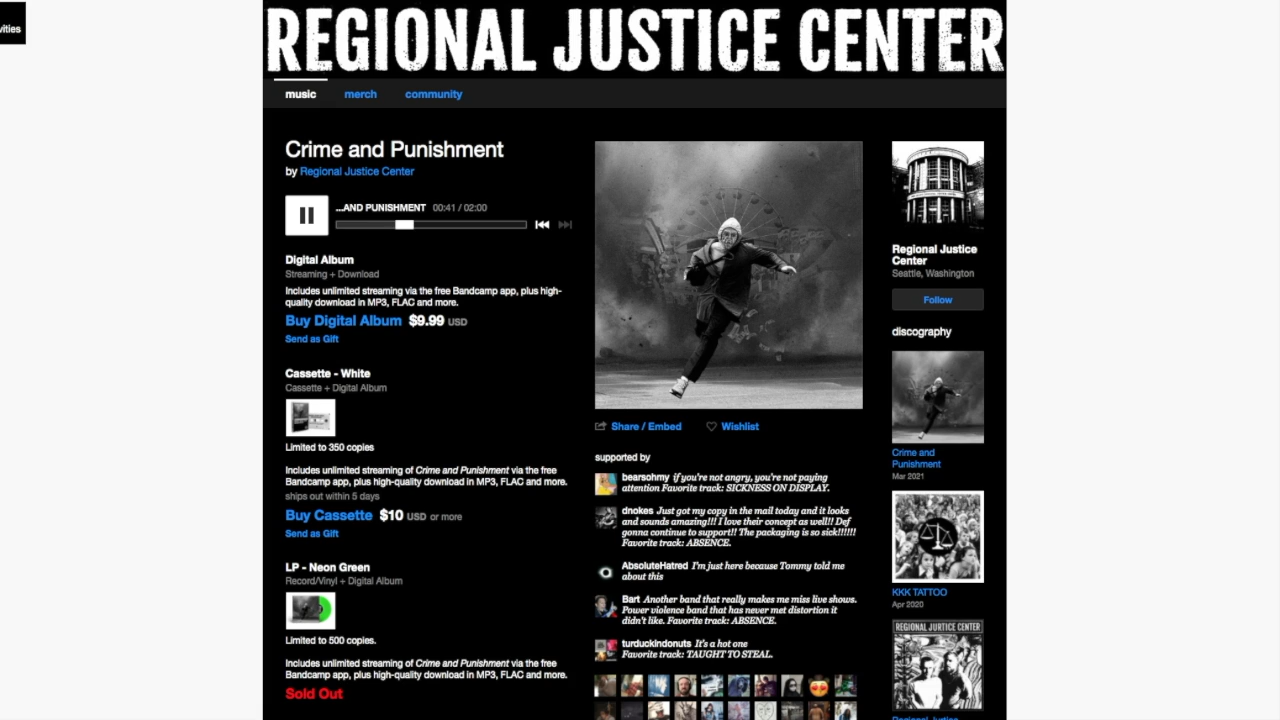 vities
REGIONAL JUSTICE CENTER
music
merch
community
Crime and Punishment
by Regional Justice Center
...AND PUNISHMENT 00:41 / 02:00
Digital Album
Streaming + Download
Includes unlimited streaming via the free Bandcamp app, plus high-
quality download in MP3, FLAC and more.
Buy Digital Album $9.99 USD
Send as Gift
Cassette - White
Cassette + Digital Album
Limited to 350 copies
Includes unlimited streaming of Crime and Punishment via the free
Bandcamp app, plus high-quality download in MP3, FLAC and more.
ships out within 5 days
Buy Cassette $10 USD or more
Send as Gift
LP - Neon Green
Record/Vinyl + Digital Album
Limited to 500 copies.
Includes unlimited streaming of Crime and Punishment via the free
Bandcamp app, plus high-quality download in MP3, FLAC and more.
Sold Out
Share / Embed
Wishlist
supported by
bearsohmy if you're not angry, you're not paying
attention Favorite track: SICKNESS ON DISPLAY.
dnokes Just got my copy in the mail today and it looks
and sounds amazing!!! I love their concept as well!! Def
gonna continue to support!! The packaging is so sick!!!!!!
Favorite track: ABSENCE.
AbsoluteHatred I'm just here because Tommy told me
about this
Bart Another band that really makes me miss live shows.
Power violence band that has never met distortion it
didn't like. Favorite track: ABSENCE.
turduckindonuts It's a hot one
Favorite track: TAUGHT TO STEAL.
Regional Justice
Center
Seattle, Washington
Follow
discography
Crime and
Punishment
Mar 2021
KKK TATTOO
Apr 2020
REGIONAL JURTICE CENTER
Regional Justice